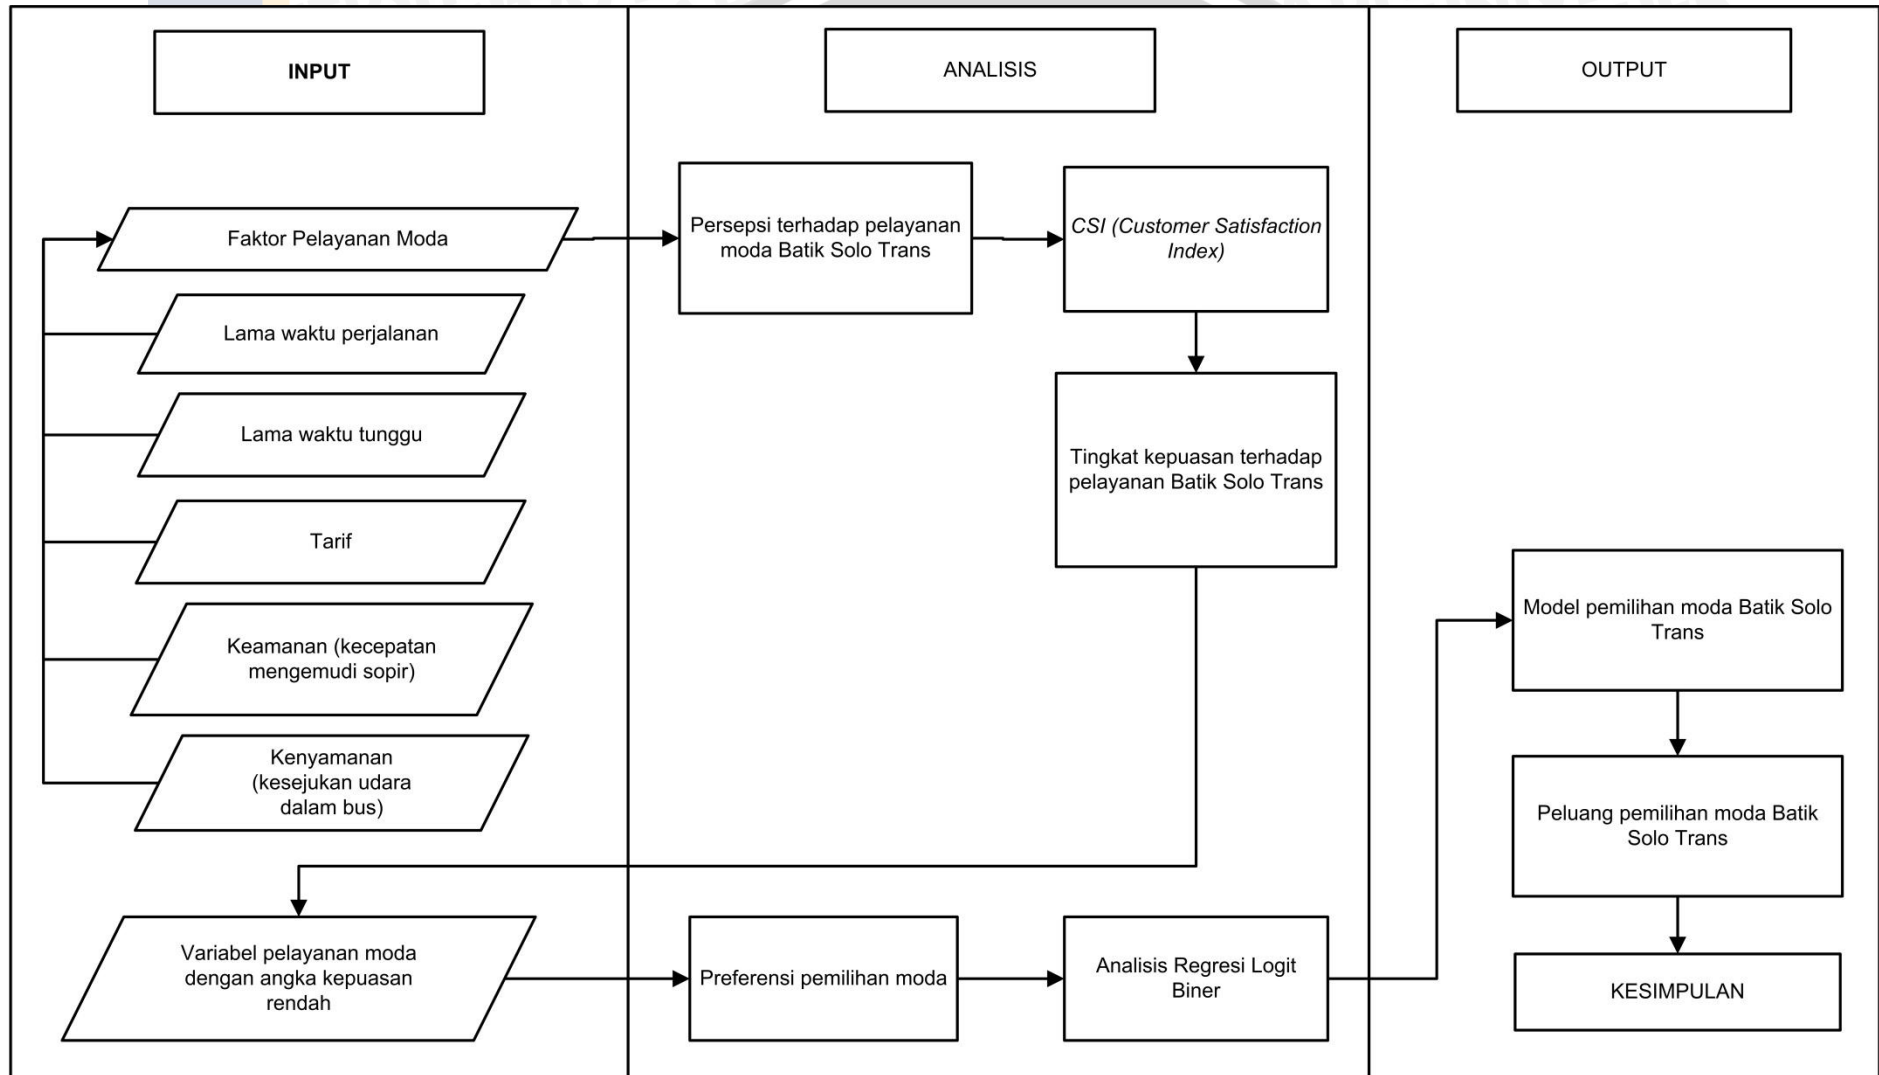 INPUT
ANALISIS
OUTPUT
Faktor Pelayanan Moda
Persepsi terhadap pelayanan
moda Batik Solo Trans
CSI (Customer Satisfaction
Index)
Lama waktu perjalanan
Lama waktu tunggu
Tingkat kepuasan terhadap
pelayanan Batik Solo Trans
Tarif
Keamanan (kecepatan
mengemudi sopir)
Model pemilihan moda Batik Solo
Trans
Kenyamanan
(kesejukan udara
dalam bus)
Peluang pemilihan moda Batik
Solo Trans
Variabel pelayanan moda
dengan angka kepuasan
rendah
Preferensi pemilihan moda
Analisis Regresi Logit
Biner
KESIMPULAN